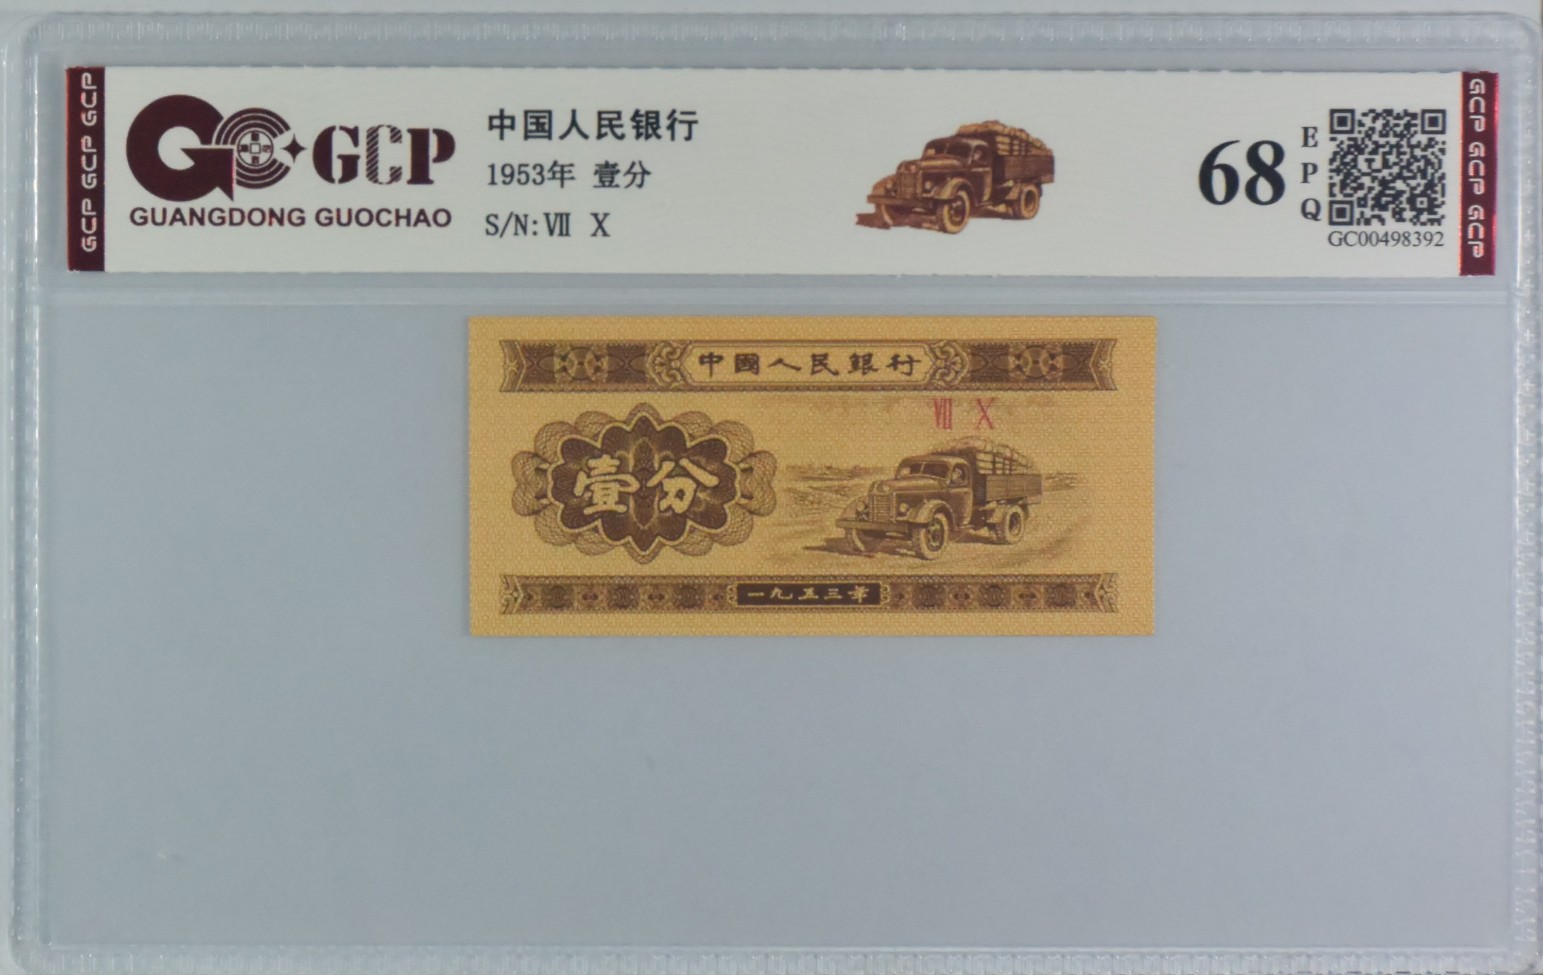 GCP GCP GCP
GC GCP
GUANGDONG GUOCHAO
中国人民银行
1953年 壹分
S/N:Ⅶ X
68
EPQ
GC00498392
GCP GCP GCP
中國人民銀行
Ⅶ X
壹分
一九五三年